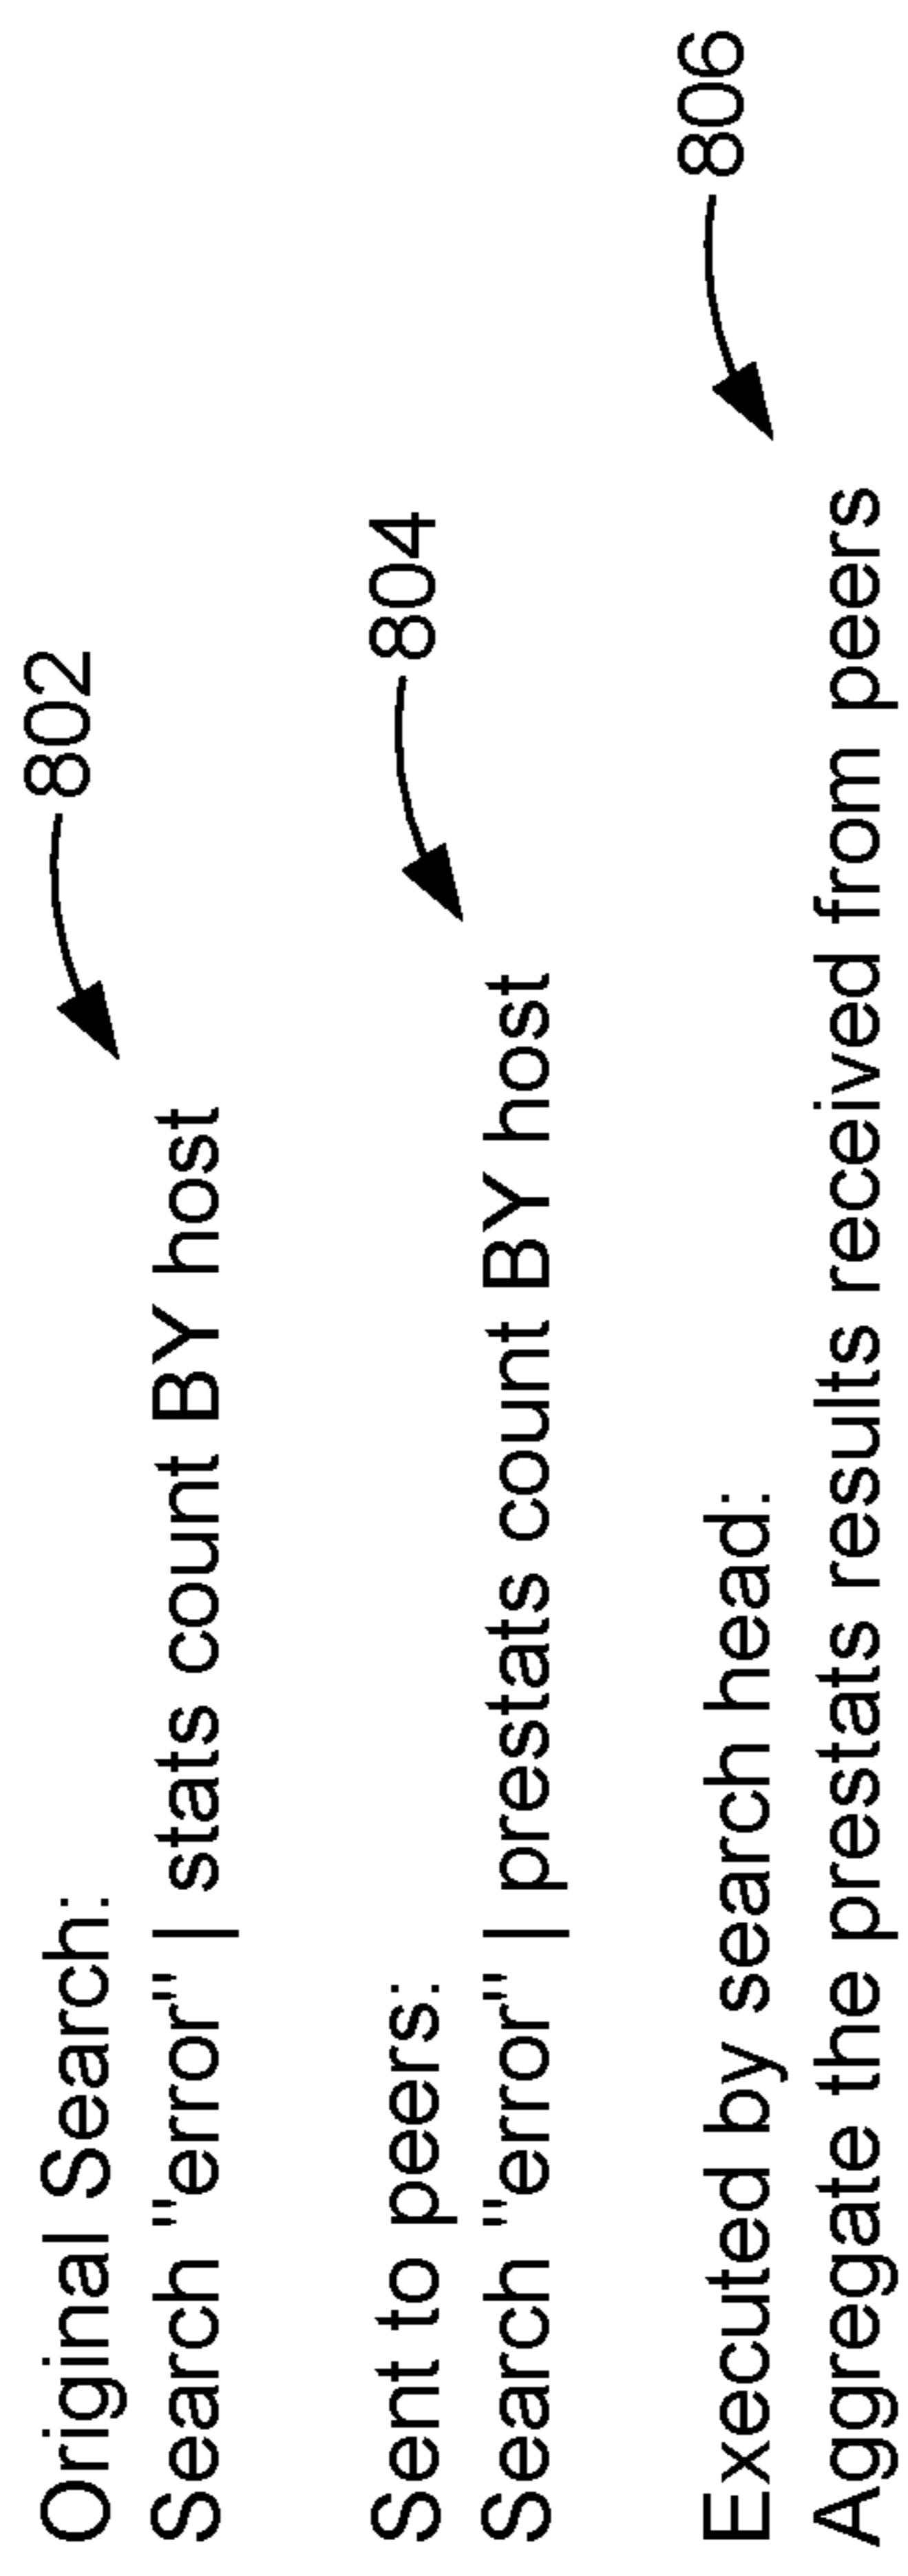 802
Original Search:
Search "error" | stats count BY host
804
Sent to peers:
Search "error" | prestats count BY host
806
Executed by search head:
Aggregate the prestats results received from peers